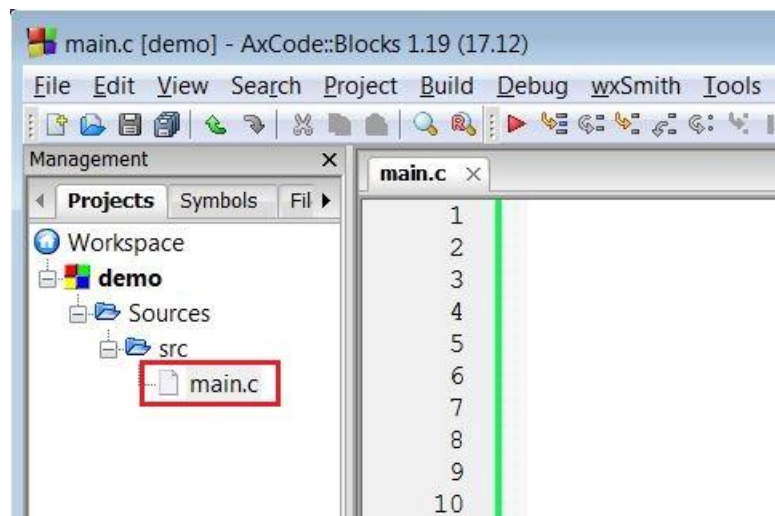 main.c [demo] - AxCode::Blocks 1.19 (17.12)
File Edit View Search Project Build Debug wxSmith Tools
Management
Projects Symbols Fil
main.c
Workspace
demo
Sources
src
main.c
1
2
3
4
5
6
7
8
9
10